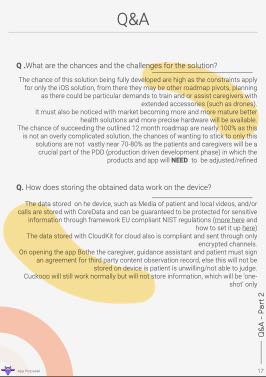 Q&A
Q .What are the chances and the challenges for the solution?
The chance of this solution being fully developed are high as the constraints apply
for only the iOS solution, from there they may be other roadmap pivots, planning
as there could be particular demands to train and or assist caregivers with
extended accessories (such as drones).
It must also be noticed with market becoming more and more mature better
health solutions and more precise hardware will be available.
The chance of succeeding the outlined 12 month roadmap are nearly 100% as this
is not an overly complicated solution, the chances of wanting to stick to only this
solutions are not vastly near 70-80% as the patients and caregivers will be a
crucial part of the PDD (production driven development phase) in which the
products and app will NEED to be adjusted/refined
Q. How does storing the obtained data work on the device?
The data stored on he device, such as Media of patient and local videos, and/or
calls are stored with CoreData and can be guaranteed to be protected for sensitive
information through framework EU compliant NIST regulations (more here and
how to set it up here)
The data stored with CloudKit for cloud also is compliant and sent through only
encrypted channels.
On opening the app Bothe the caregiver, guidance assistant and patient must sign
an agreement for third party content observation record, else this will not be
stored on device is patient is unwilling/not able to judge.
Cuckooo will still work normally but will not store information, which will be 'one-
shot' only
Q&A - Part 2
17